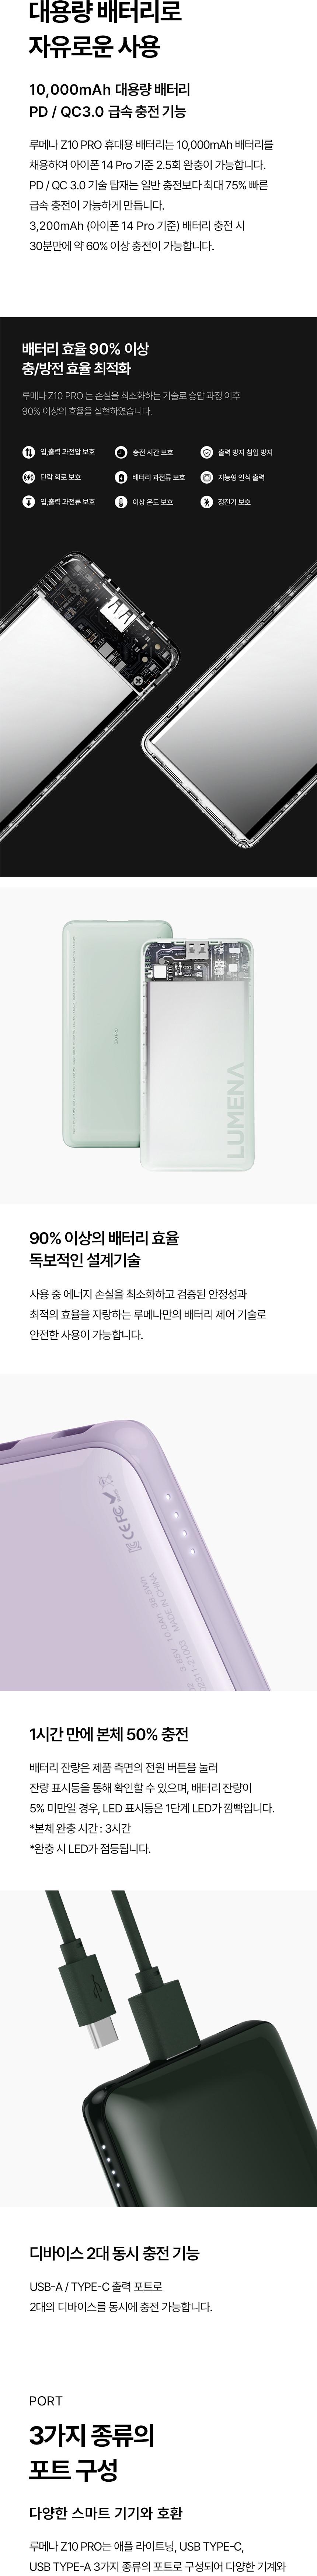 대용량 배터리로
자유로운 사용
10,000mAh 대용량 배터리
PD / QC3.0 급속 충전 기능
루메나 Z10 PRO 휴대용 배터리는 10,000mAh 배터리를
채용하여 아이폰 14 Pro 기준 2.5회 완충이 가능합니다.
PD / QC 3.0 기술 탑재는 일반 충전보다 최대 75% 빠른
급속 충전이 가능하게 만듭니다.
3,200mAh (아이폰 14 Pro 기준) 배터리 충전 시
30분만에 약 60% 이상 충전이 가능합니다.
배터리 효율 90% 이상
충/방전 효율 최적화
루메나 Z10 PRO 는 손실을 최소화하는 기술로 승압 과정 이후
90% 이상의 효율을 실현하였습니다.
입,출력 과전압 보호
충전 시간 보호
출력 방지 침입 방지
단락 회로 보호
배터리 과전류 보호
지능형 인식 출력
입,출력 과전류 보호
이상 온도 보호
정전기 보호
LUMENA
90% 이상의 배터리 효율
독보적인 설계기술
사용 중 에너지 손실을 최소화하고 검증된 안정성과
최적의 효율을 자랑하는 루메나만의 배터리 제어 기술로
안전한 사용이 가능합니다.
MADE IN CHINA
1시간 만에 본체 50% 충전
배터리 잔량은 제품 측면의 전원 버튼을 눌러
잔량 표시등을 통해 확인할 수 있으며, 배터리 잔량이
5% 미만일 경우, LED 표시등은 1단계 LED가 깜빡입니다.
*본체 완충 시간 : 3시간
*완충 시 LED가 점등됩니다.
디바이스 2대 동시 충전 기능
USB-A / TYPE-C 출력 포트로
2대의 디바이스를 동시에 충전 가능합니다.
PORT
3가지 종류의
포트 구성
다양한 스마트 기기와 호환
루메나 Z10 PRO는 애플 라이트닝, USB TYPE-C,
USB TYPE-A 3가지 종류의 포트로 구성되어 다양한 기계와